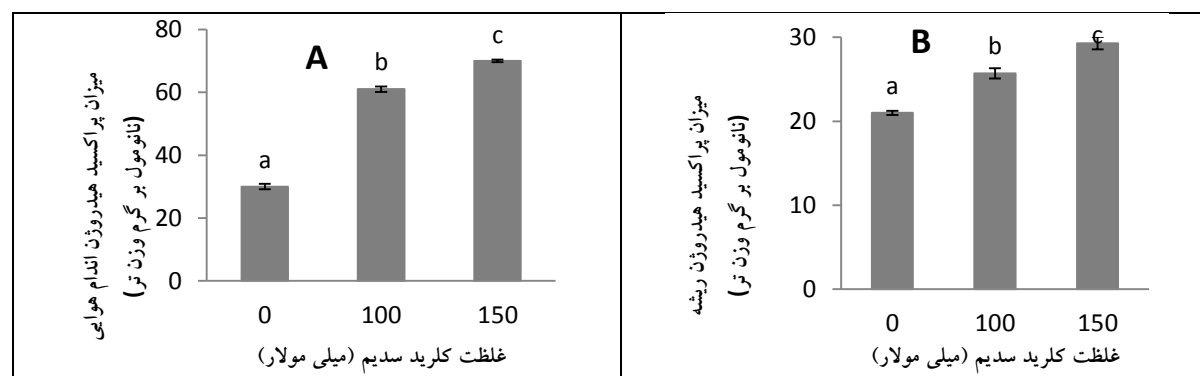 A
میزان پراکسید هیدروژن اندام هوایی
(نانومول بر گرم وزن تر)
80
60
40
20
0
a
b
c
0 100 150
غلظت کلرید سدیم (میلی مولار)
B
میزان پراکسید هیدروژن ریشه
(نانومول بر گرم وزن تر)
30
20
10
0
a
b
c
0 100 150
غلظت کلرید سدیم (میلی مولار)